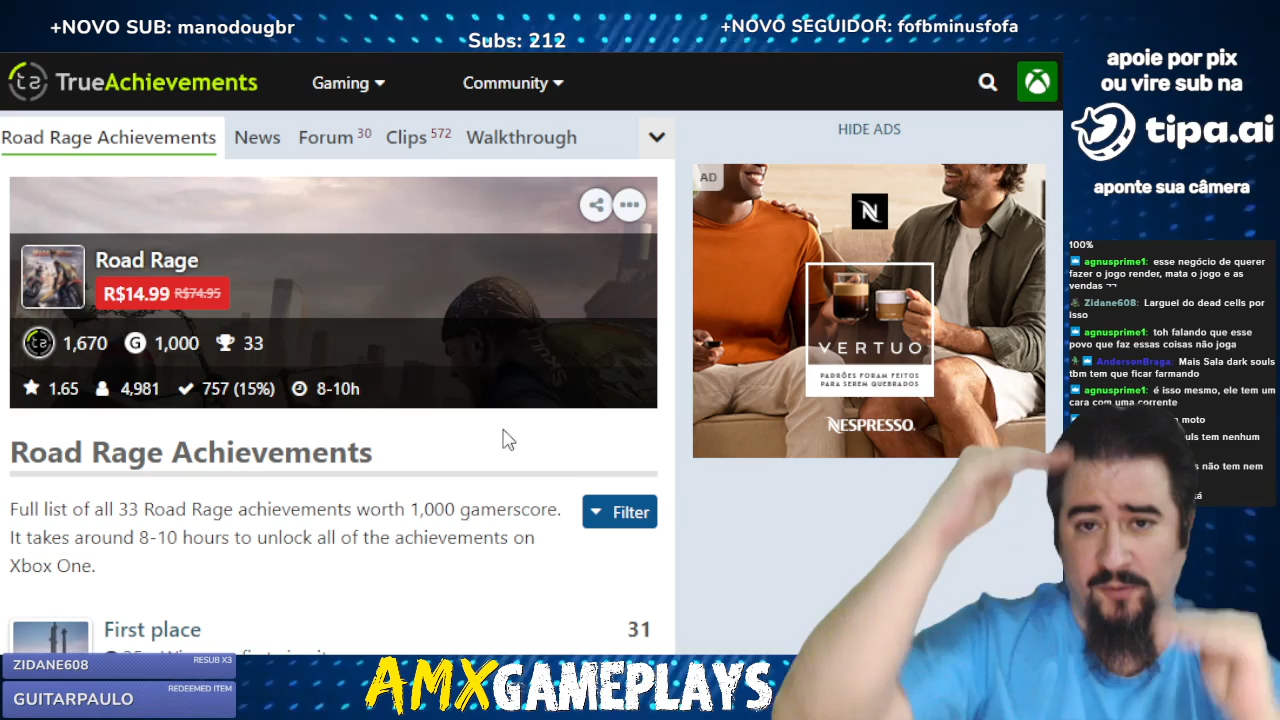 +NOVO SUB: manodougbr
Subs: 212
+NOVO SEGUIDOR: fofbminusfofa
TrueAchievements
Gaming
Community
Road Rage Achievements
News
Forum 30
Clips 572
Walkthrough
Road Rage
R$14.99 R$74.95
1,670
G 1,000
33
1.65
4,981
757 (15%)
8-10h
Road Rage Achievements
Full list of all 33 Road Rage achievements worth 1,000 gamerscore.
It takes around 8-10 hours to unlock all of the achievements on
Xbox One.
Filter
First place
31
HIDE ADS
AD
N
VERTUO
PADRÕES FORAM FEITOS
PARA SEREM QUEBRADOS
NESPRESSO.
apoie por pix
ou vire sub na
tipa.ai
aponte sua câmera
100%
agnusprime1: esse negócio de querer
fazer o jogo render, mata o jogo e as
vendas ¬¬
Zidane608: Larguei do dead cells por
isso
agnusprime1: toh falando que esse
povo que faz essas coisas não joga
AndersonBraga: Mais Sala dark souls
tbm tem que ficar farmando
agnusprime1: é isso mesmo, ele tem um
cara com uma corrente
moto
tem nenhum
não tem nem
ZIDANE608
RESUB X3
GUITARPAULO
REDEEMED ITEM
AMXGAMEPLAYS